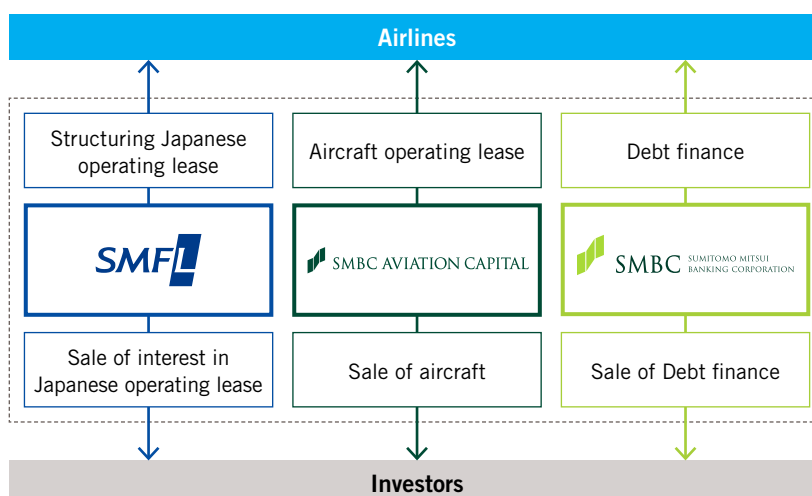 Airlines
Structuring Japanese
operating lease
Aircraft operating lease
Debt finance
SMFL
SMBC AVIATION CAPITAL
SMBC
SUMITOMO MITSUI
BANKING CORPORATION
Sale of interest in
Japanese operating lease
Sale of aircraft
Sale of Debt finance
Investors